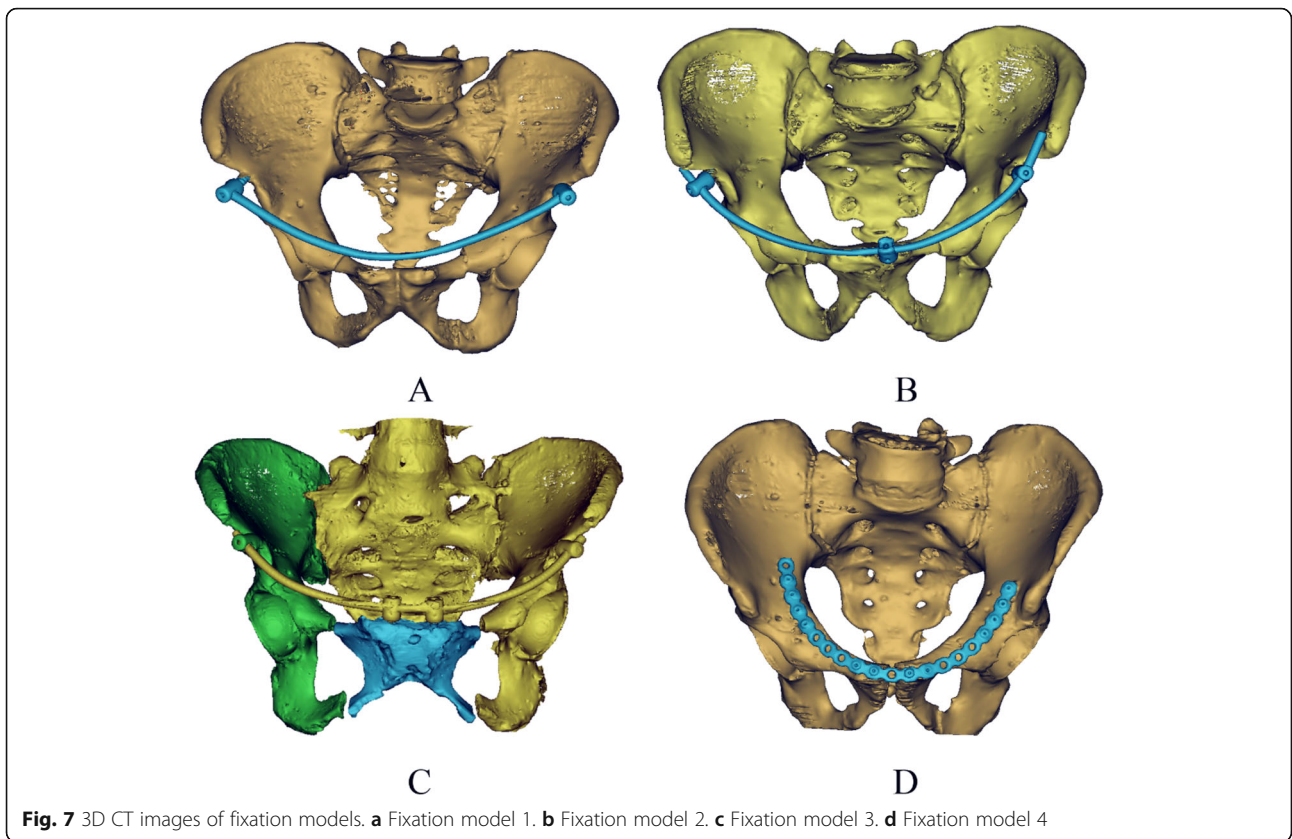 A
B
C
D
Fig. 7 3D CT images of fixation models. a Fixation model 1. b Fixation model 2. c Fixation model 3. d Fixation model 4